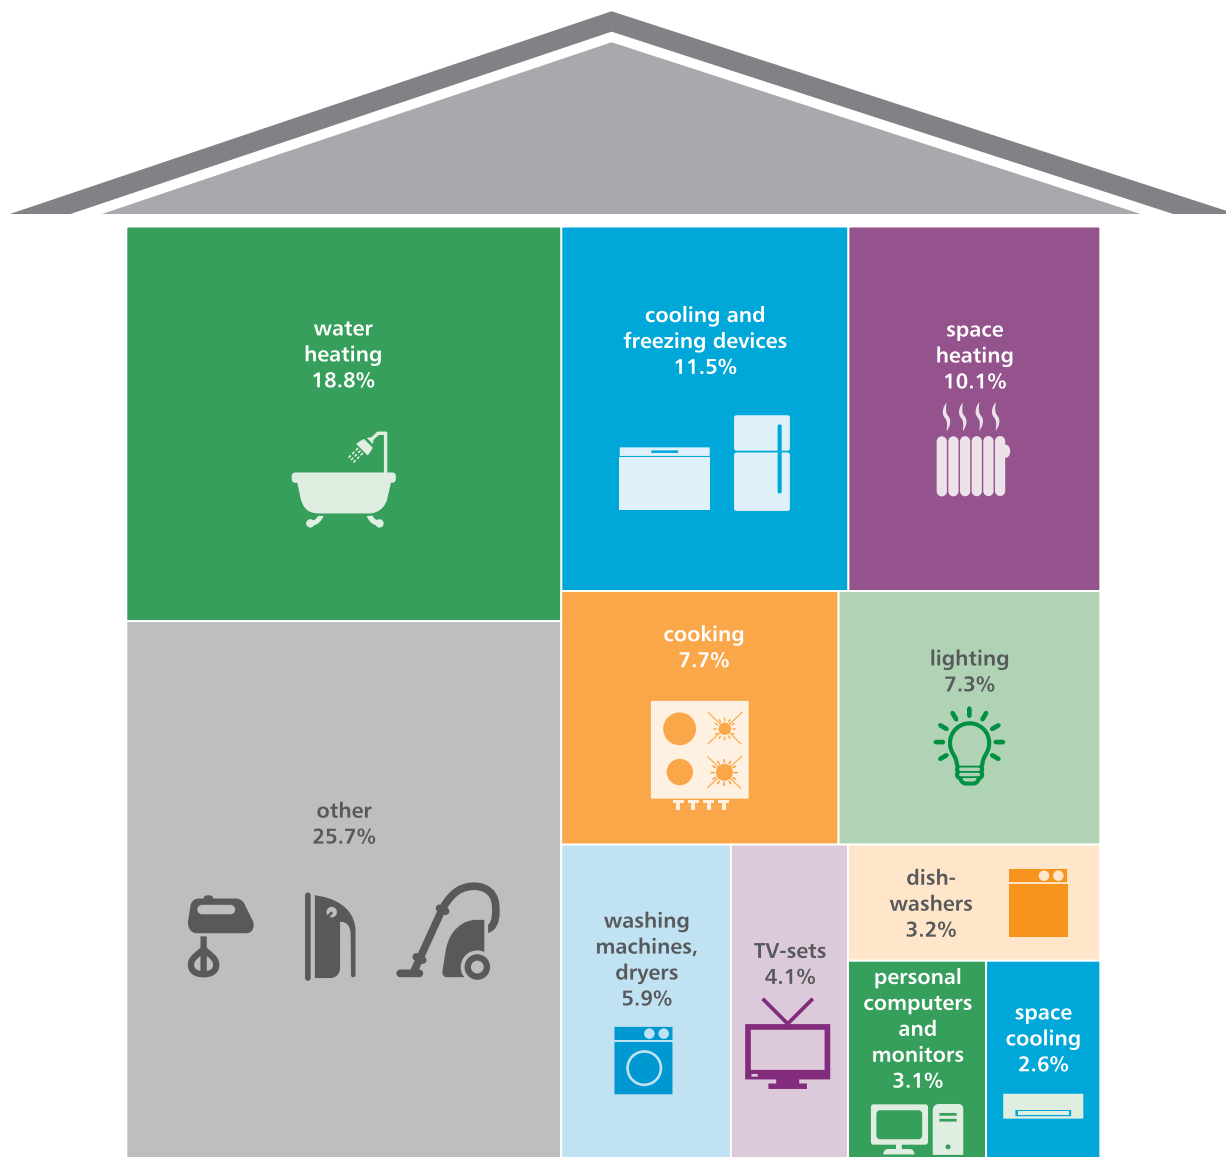 water
heating
18.8%
cooling and
freezing devices
11.5%
space
heating
10.1%
cooking
7.7%
lighting
7.3%
other
25.7%
washing
machines,
dryers
5.9%
TV-sets
4.1%
dish-
washers
3.2%
personal
computers
and
monitors
3.1%
space
cooling
2.6%